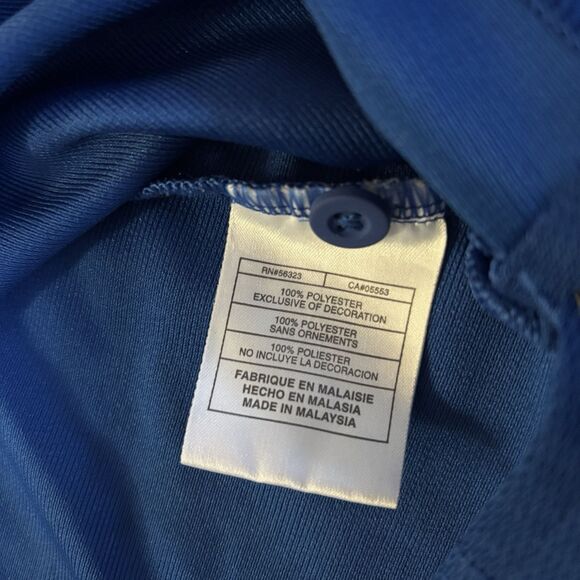 RN#56323 CA#05553
100% POLYESTER
EXCLUSIVE OF DECORATION
100% POLYESTER
SANS ORNEMENTS
100% POLIESTER
NO INCLUYE LA DECORACION
FABRIQUE EN MALAISIE
HECHO EN MALASIA
MADE IN MALAYSIA